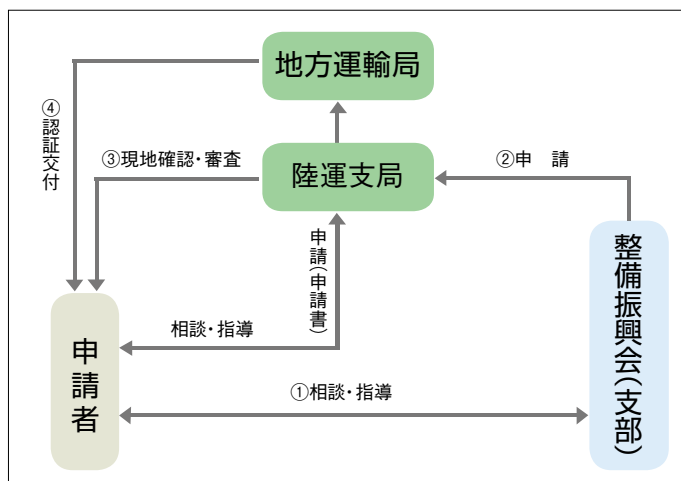 地方運輸局
④認証交付
③現地確認・審査
陸運支局
②申　請
申請(申請書)
整備振興会(支部)
相談・指導
申請者
①相談・指導